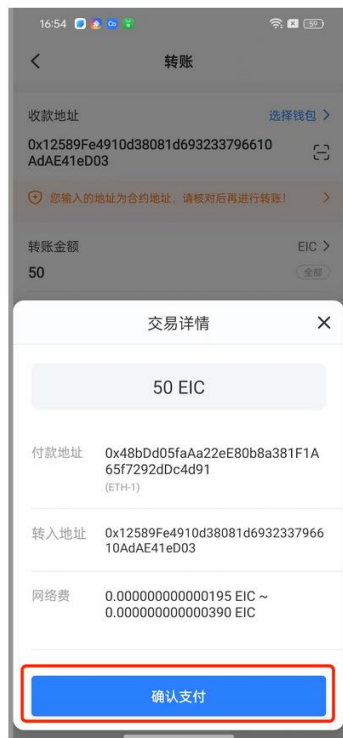 16:54
59
转账
收款地址
选择钱包
0x12589Fe4910d38081d693233796610
AdAE41eD03
您输入的地址为合约地址，请核对后再进行转账！
转账金额
EIC
50
全部
交易详情
50 EIC
付款地址
0x48bDd05faAa22eE80b8a381F1A
65f7292dDc4d91
(ETH-1)
转入地址
0x12589Fe4910d38081d6932337966
10AdAE41eD03
网络费
0.000000000000195 EIC ~
0.000000000000390 EIC
确认支付